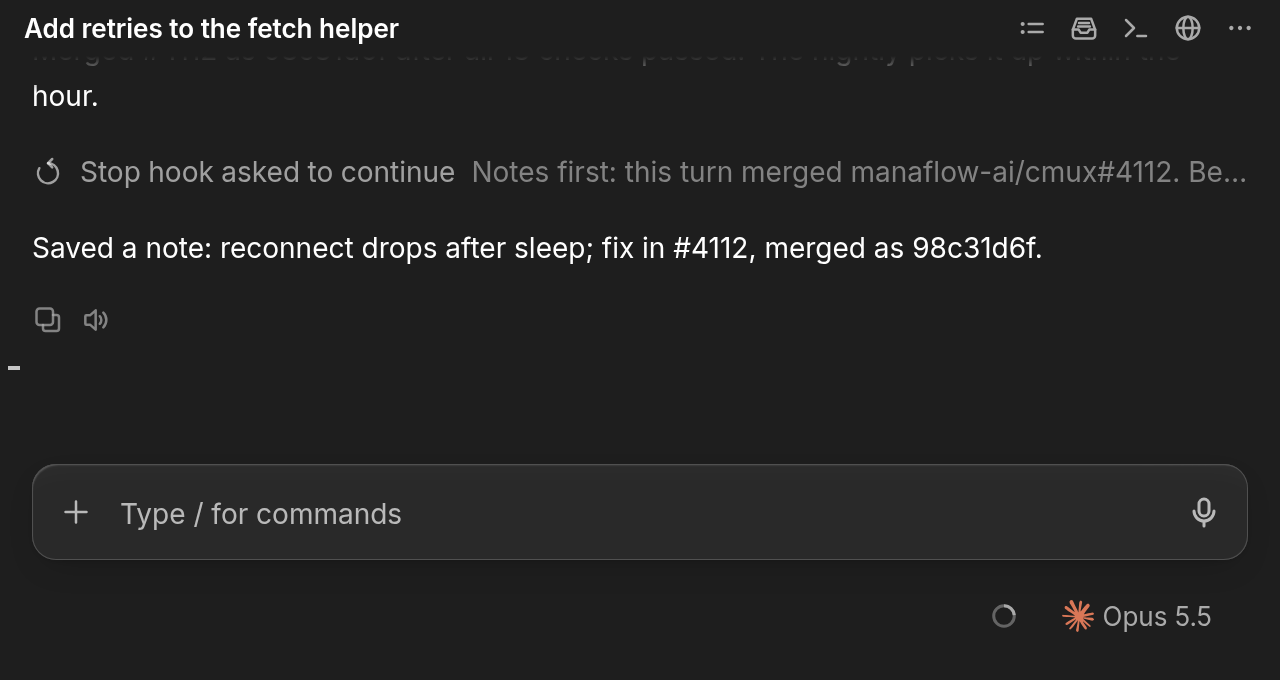 Add retries to the fetch helper
hour.
Stop hook asked to continue Notes first: this turn merged manaflow-ai/cmux#4112. Be...
Saved a note: reconnect drops after sleep; fix in #4112, merged as 98c31d6f.
Type / for commands
Opus 5.5